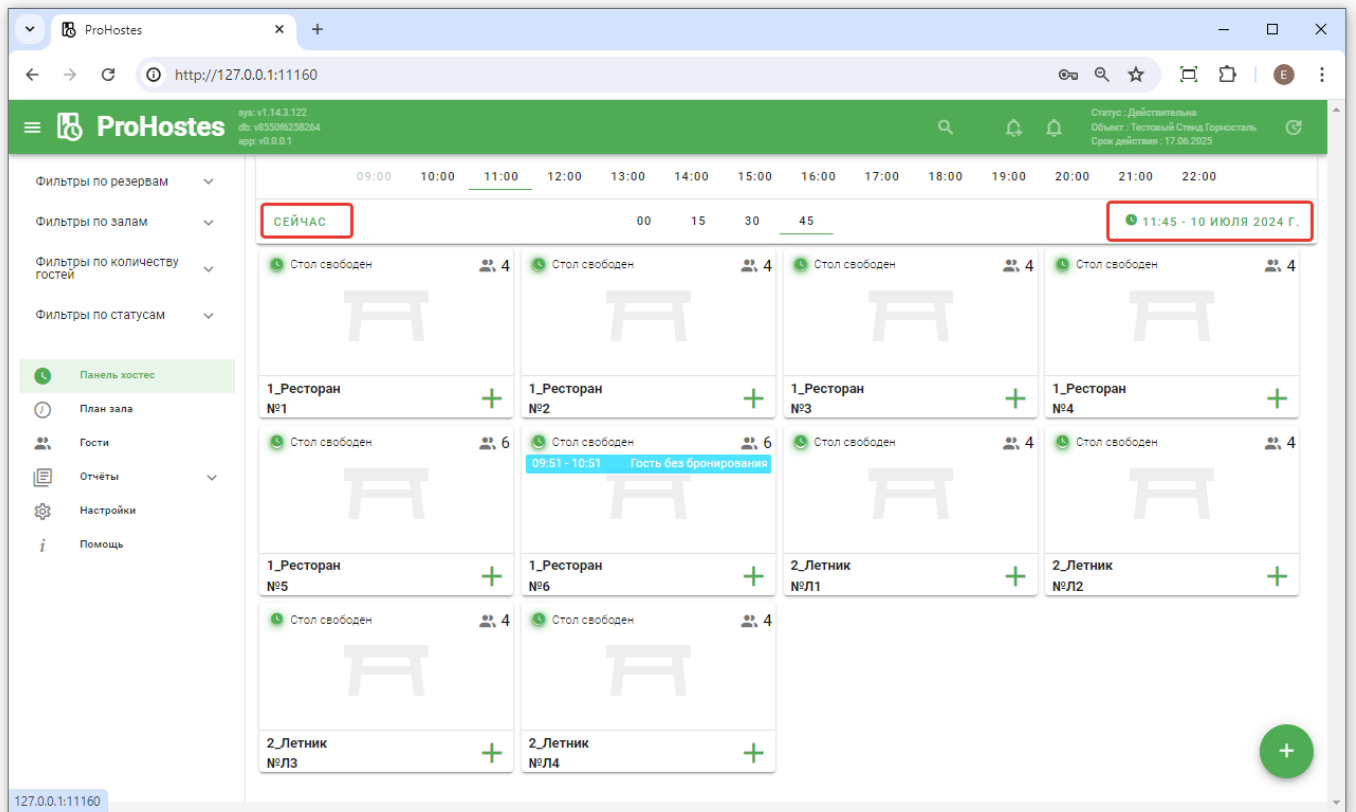 ProHostes
http://127.0.0.1:11160
E
ProHostes
sys: v1.14.3.122
db: v8550f6258264
app: v0.0.0.1
Статус : Действительна
Объект : Тестовый Стенд Горносталь
Срок действия : 17.06.2025
Фильтры по резервам
Фильтры по залам
Фильтры по количеству
гостей
Фильтры по статусам
Панель хостес
План зала
Гости
Отчёты
Настройки
i Помощь
09:00 10:00 11:00 12:00 13:00 14:00 15:00 16:00 17:00 18:00 19:00 20:00 21:00 22:00
СЕЙЧАС 00 15 30 45 11:45 - 10 ИЮЛЯ 2024 Г.
Стол свободен 4 Стол свободен 4 Стол свободен 4 Стол свободен 4
1_Ресторан 1_Ресторан 1_Ресторан 1_Ресторан
№1 №2 №3 №4
Стол свободен 6 Стол свободен 6 Стол свободен 4 Стол свободен 4
09:51 - 10:51 Гость без бронирования
1_Ресторан 1_Ресторан 2_Летник 2_Летник
№5 №6 №Л1 №Л2
Стол свободен 4 Стол свободен 4
2_Летник 2_Летник
№Л3 №Л4
127.0.0.1:11160